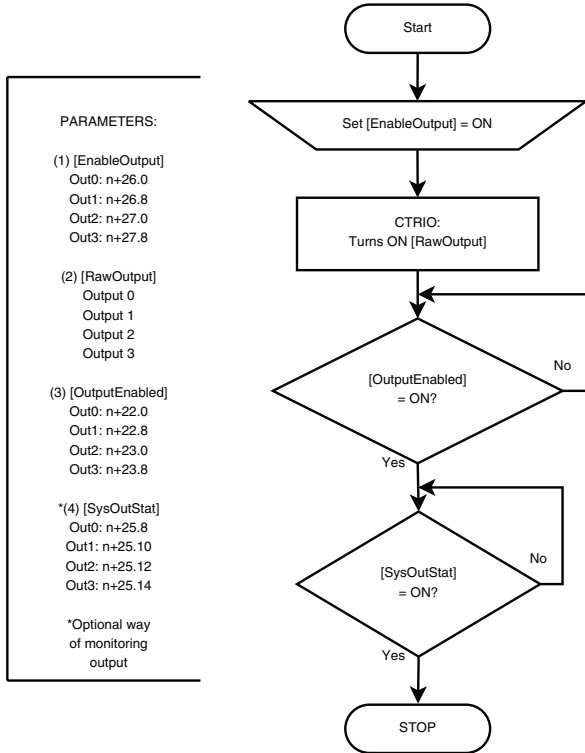 PARAMETERS:
(1) [EnableOutput]
Out0: n+26.0
Out1: n+26.8
Out2: n+27.0
Out3: n+27.8
(2) [RawOutput]
Output 0
Output 1
Output 2
Output 3
(3) [OutputEnabled]
Out0: n+22.0
Out1: n+22.8
Out2: n+23.0
Out3: n+23.8
*(4) [SysOutStat]
Out0: n+25.8
Out1: n+25.10
Out2: n+25.12
Out3: n+25.14
*Optional way
of monitoring
output
Start
Set [EnableOutput] = ON
CTRIO:
Turns ON [RawOutput]
[OutputEnabled]
= ON?
No
Yes
[SysOutStat]
= ON?
No
Yes
STOP